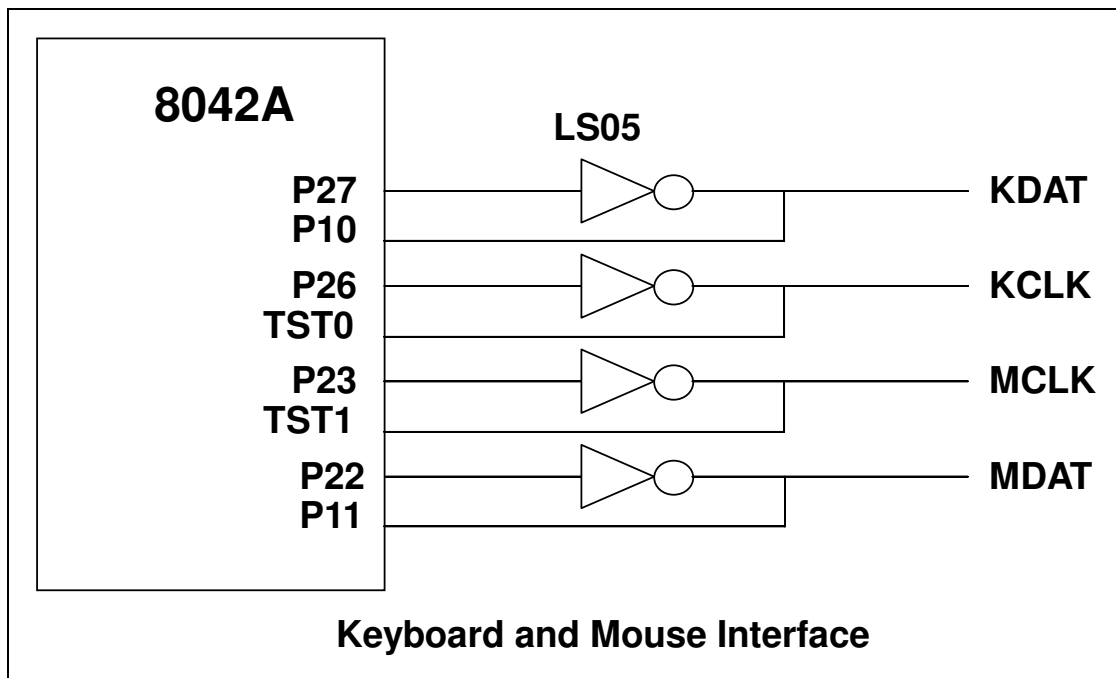 8042A
LS05
P27
KDAT
P10
P26
KCLK
TST0
P23
MCLK
TST1
P22
MDAT
P11
Keyboard and Mouse Interface